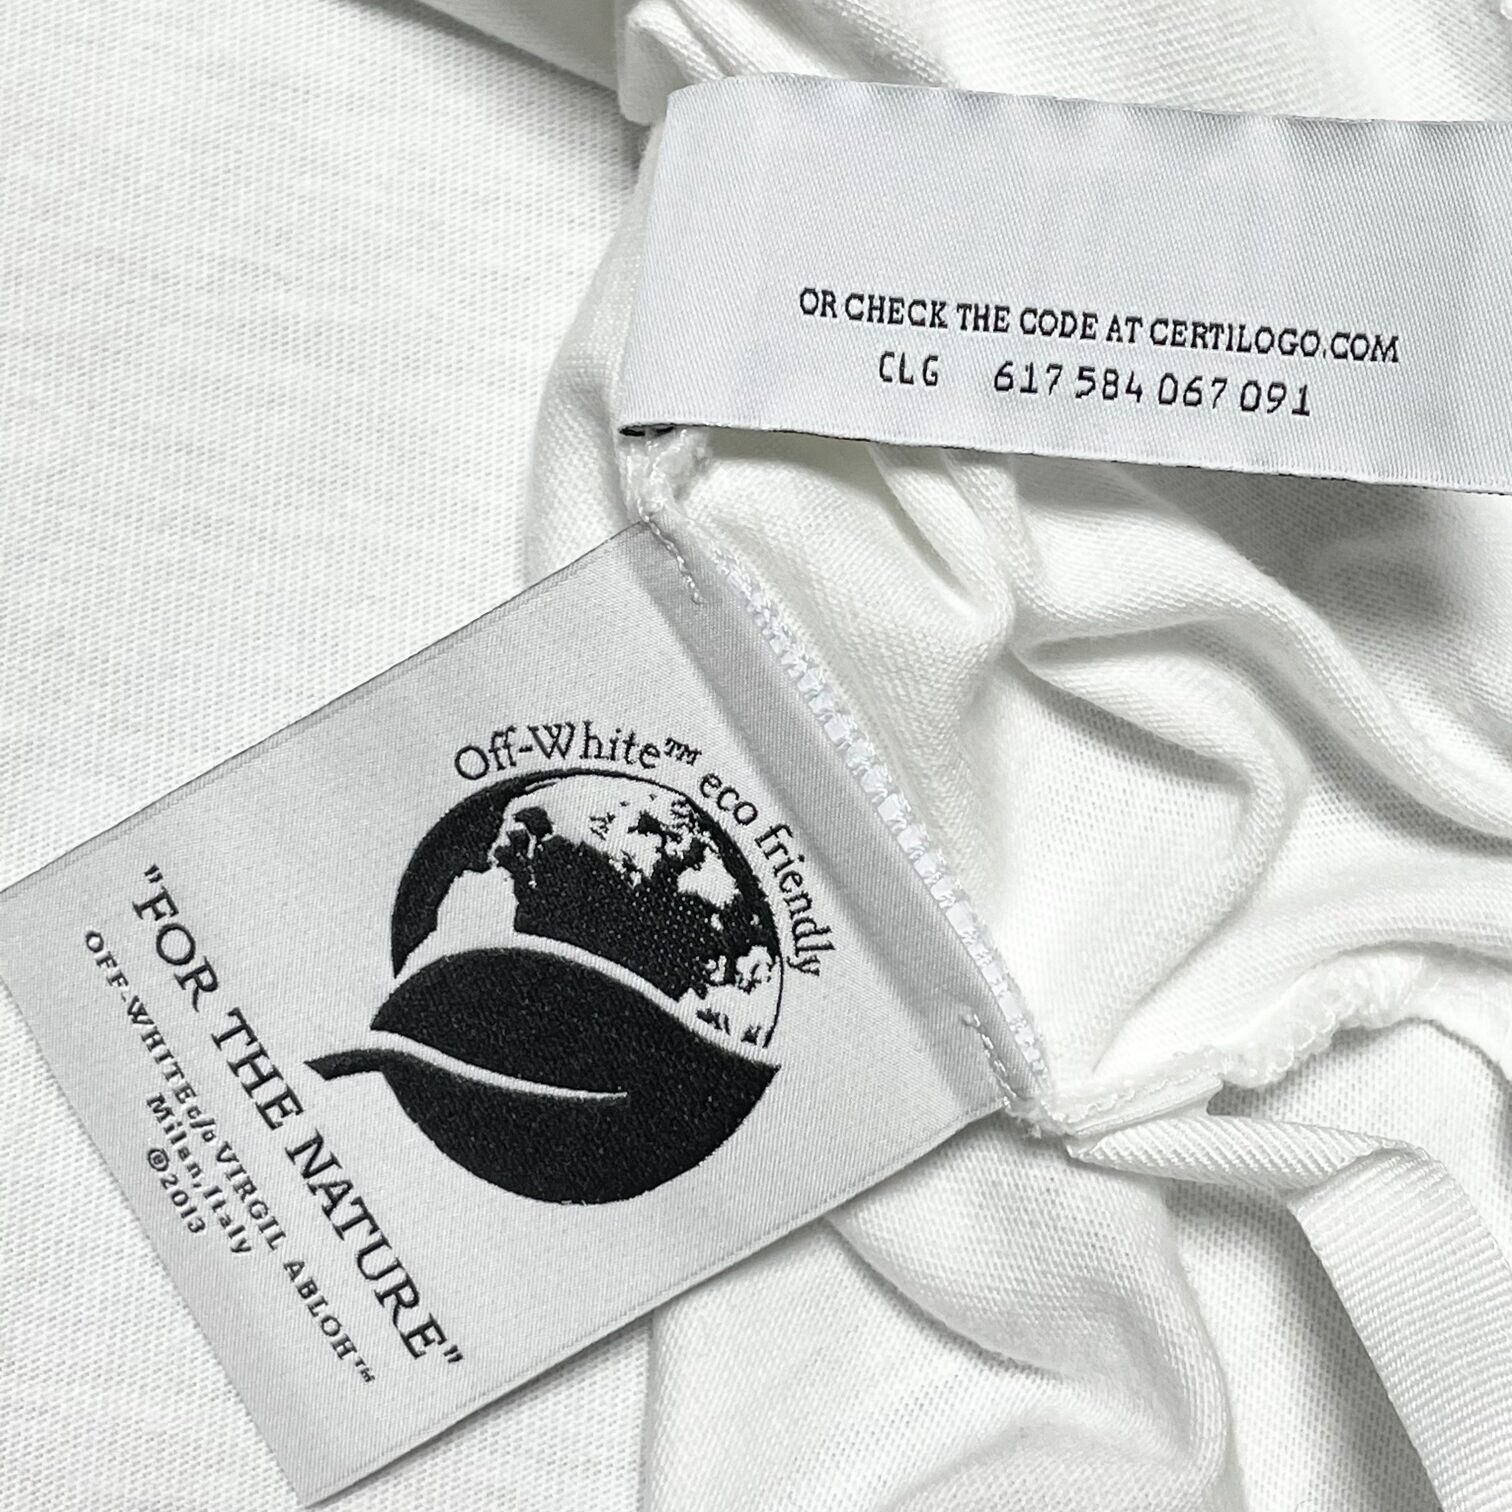 OR CHECK THE CODE AT CERTILOGO.COM
CLG 617 584 067 091
Off-White™ eco friendly
"FOR THE NATURE"
OFF-WHITE c/o VIRGIL ABLOH™
Milan, Italy
©2013